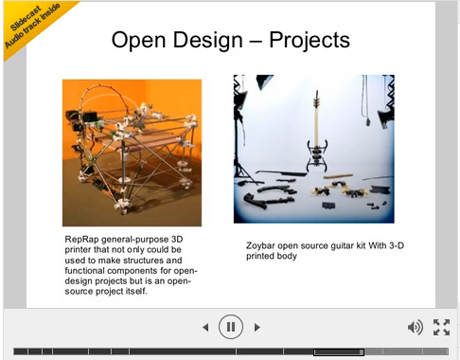 Slidecast
Audio track inside
Open Design – Projects
RepRap general-purpose 3D
printer that not only could be
used to make structures and
functional components for open-
design projects but is an open-
source project itself.
Zoybar open source guitar kit With 3-D
printed body